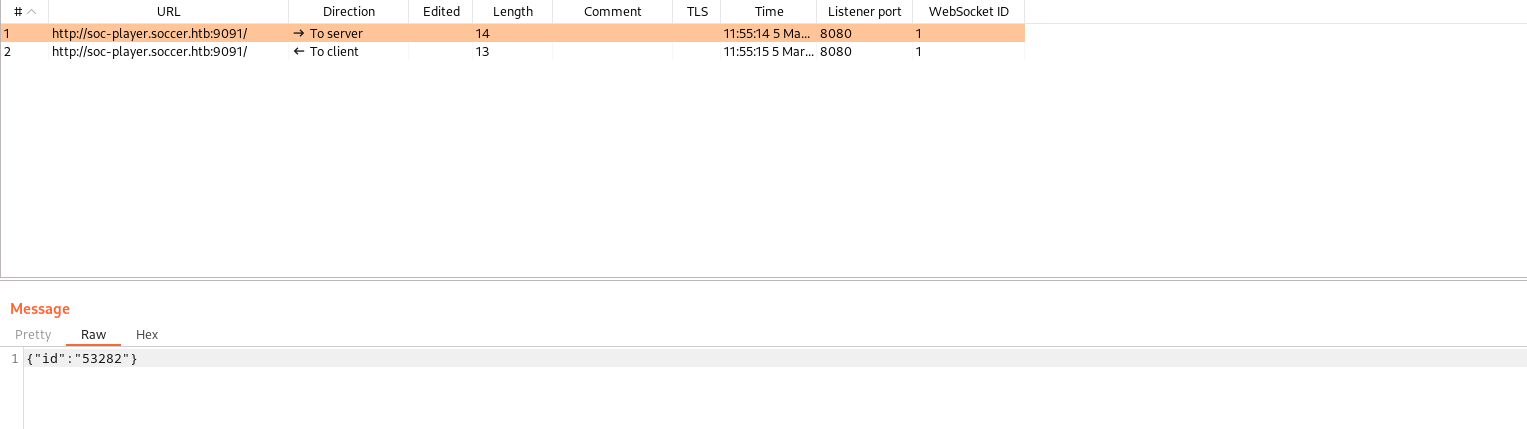 # URL Direction Edited Length Comment TLS Time Listener port WebSocket ID
1 http://soc-player.soccer.htb:9091/ → To server 14 11:55:14 5 Ma... 8080 1
2 http://soc-player.soccer.htb:9091/ ← To client 13 11:55:15 5 Mar... 8080 1
Message
Pretty Raw Hex
1 {"id":"53282"}